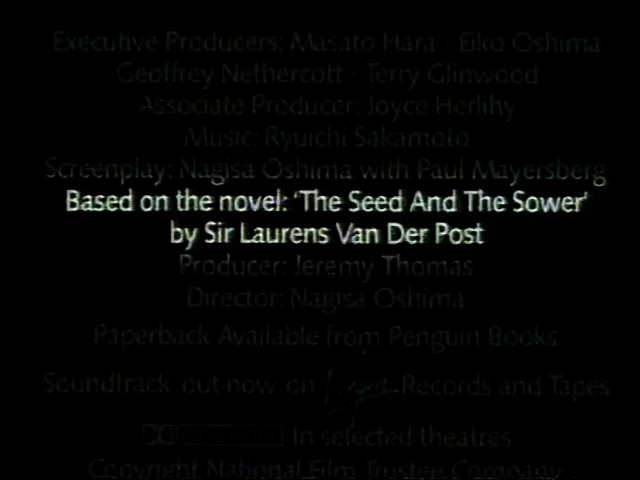 Executive Producers: Masato Hara · Eiko Oshima
Geoffrey Nethercott · Terry Glinwood
Associate Producer: Joyce Herlihy
Music: Ryuichi Sakamoto
Screenplay: Nagisa Oshima with Paul Mayersberg
Based on the novel: 'The Seed And The Sower'
by Sir Laurens Van Der Post
Producer: Jeremy Thomas
Director: Nagisa Oshima
Paperback Available from Penguin Books
Soundtrack out now on Virgin Records and Tapes
In selected theatres
Copyright National Film Trustee Company